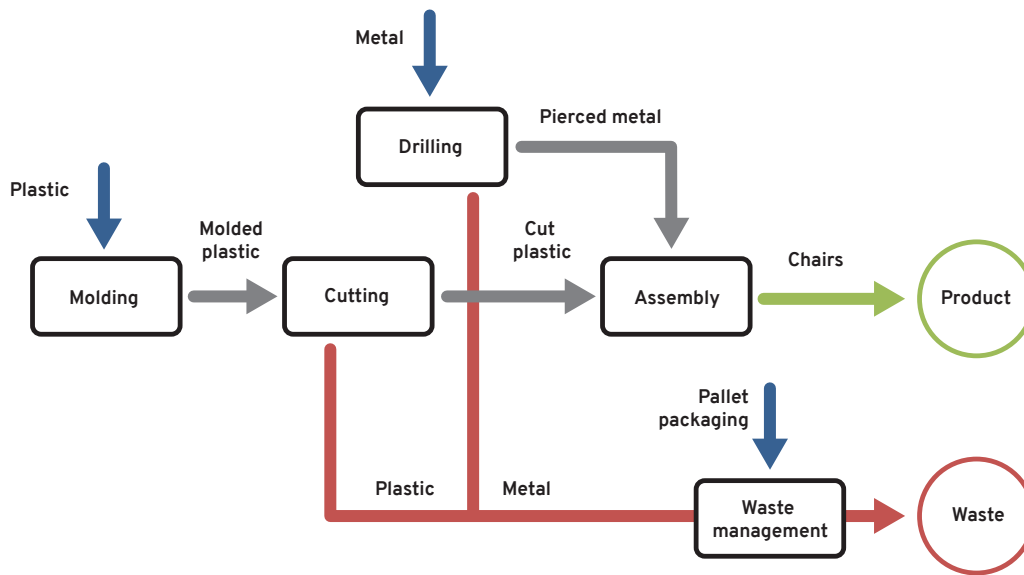 Metal
Drilling
Pierced metal
Plastic
Molded
plastic
Cut
plastic
Chairs
Molding
Cutting
Assembly
Product
Pallet
packaging
Plastic
Metal
Waste
management
Waste